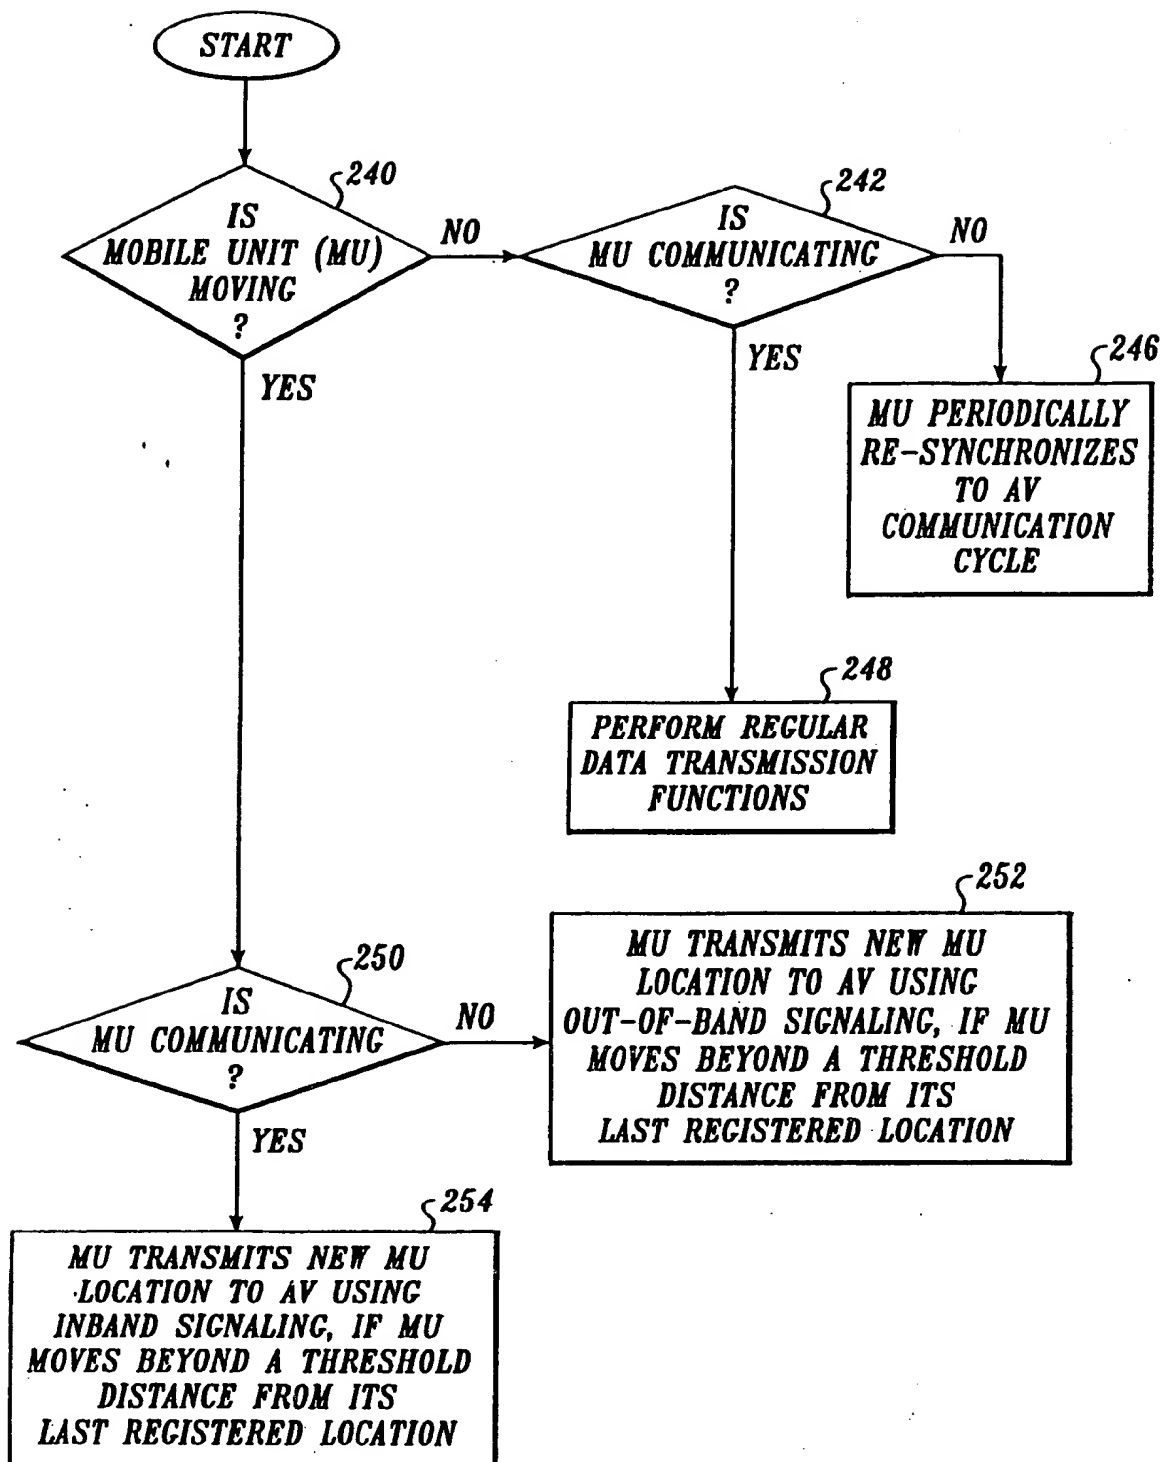 START
240
IS
MOBILE UNIT (MU)
MOVING
?
NO
YES
242
IS
MU COMMUNICATING
?
NO
YES
246
MU PERIODICALLY
RE-SYNCHRONIZES
TO AV
COMMUNICATION
CYCLE
248
PERFORM REGULAR
DATA TRANSMISSION
FUNCTIONS
250
IS
MU COMMUNICATING
?
NO
YES
252
MU TRANSMITS NEW MU
LOCATION TO AV USING
OUT-OF-BAND SIGNALING, IF MU
MOVES BEYOND A THRESHOLD
DISTANCE FROM ITS
LAST REGISTERED LOCATION
254
MU TRANSMITS NEW MU
LOCATION TO AV USING
INBAND SIGNALING, IF MU
MOVES BEYOND A THRESHOLD
DISTANCE FROM ITS
LAST REGISTERED LOCATION